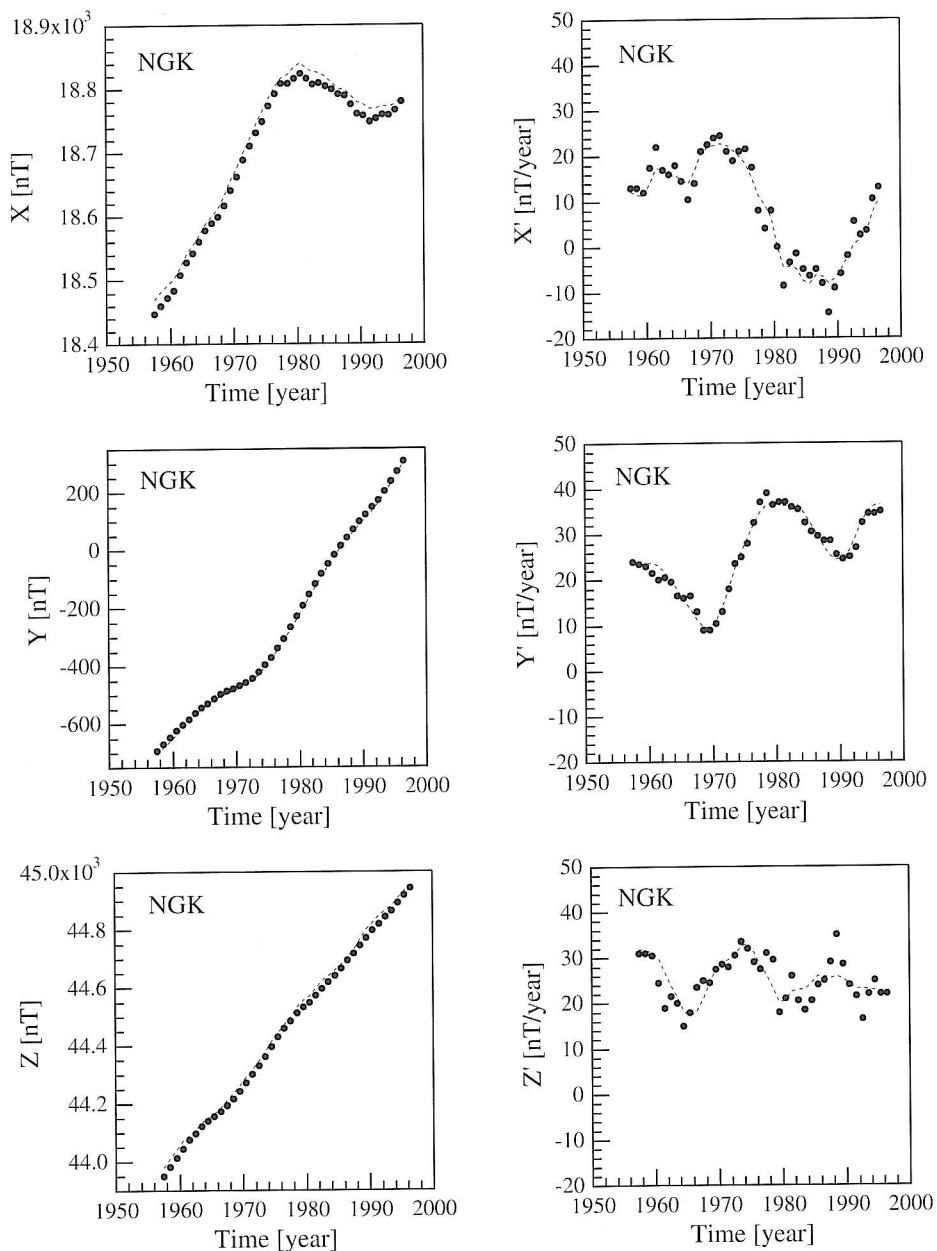 18.9x10³
NGK
18.8
18.7
18.6
18.5
18.4
X [nT]
1950 1960 1970 1980 1990 2000
Time [year]
50
NGK
40
30
20
10
0
-10
-20
X' [nT/year]
1950 1960 1970 1980 1990 2000
Time [year]
NGK
200
0
-200
-400
-600
Y [nT]
1950 1960 1970 1980 1990 2000
Time [year]
50
NGK
40
30
20
10
0
-10
-20
Y' [nT/year]
1950 1960 1970 1980 1990 2000
Time [year]
45.0x10³
NGK
44.8
44.6
44.4
44.2
44.0
Z [nT]
1950 1960 1970 1980 1990 2000
Time [year]
50
NGK
40
30
20
10
0
-10
-20
Z' [nT/year]
1950 1960 1970 1980 1990 2000
Time [year]